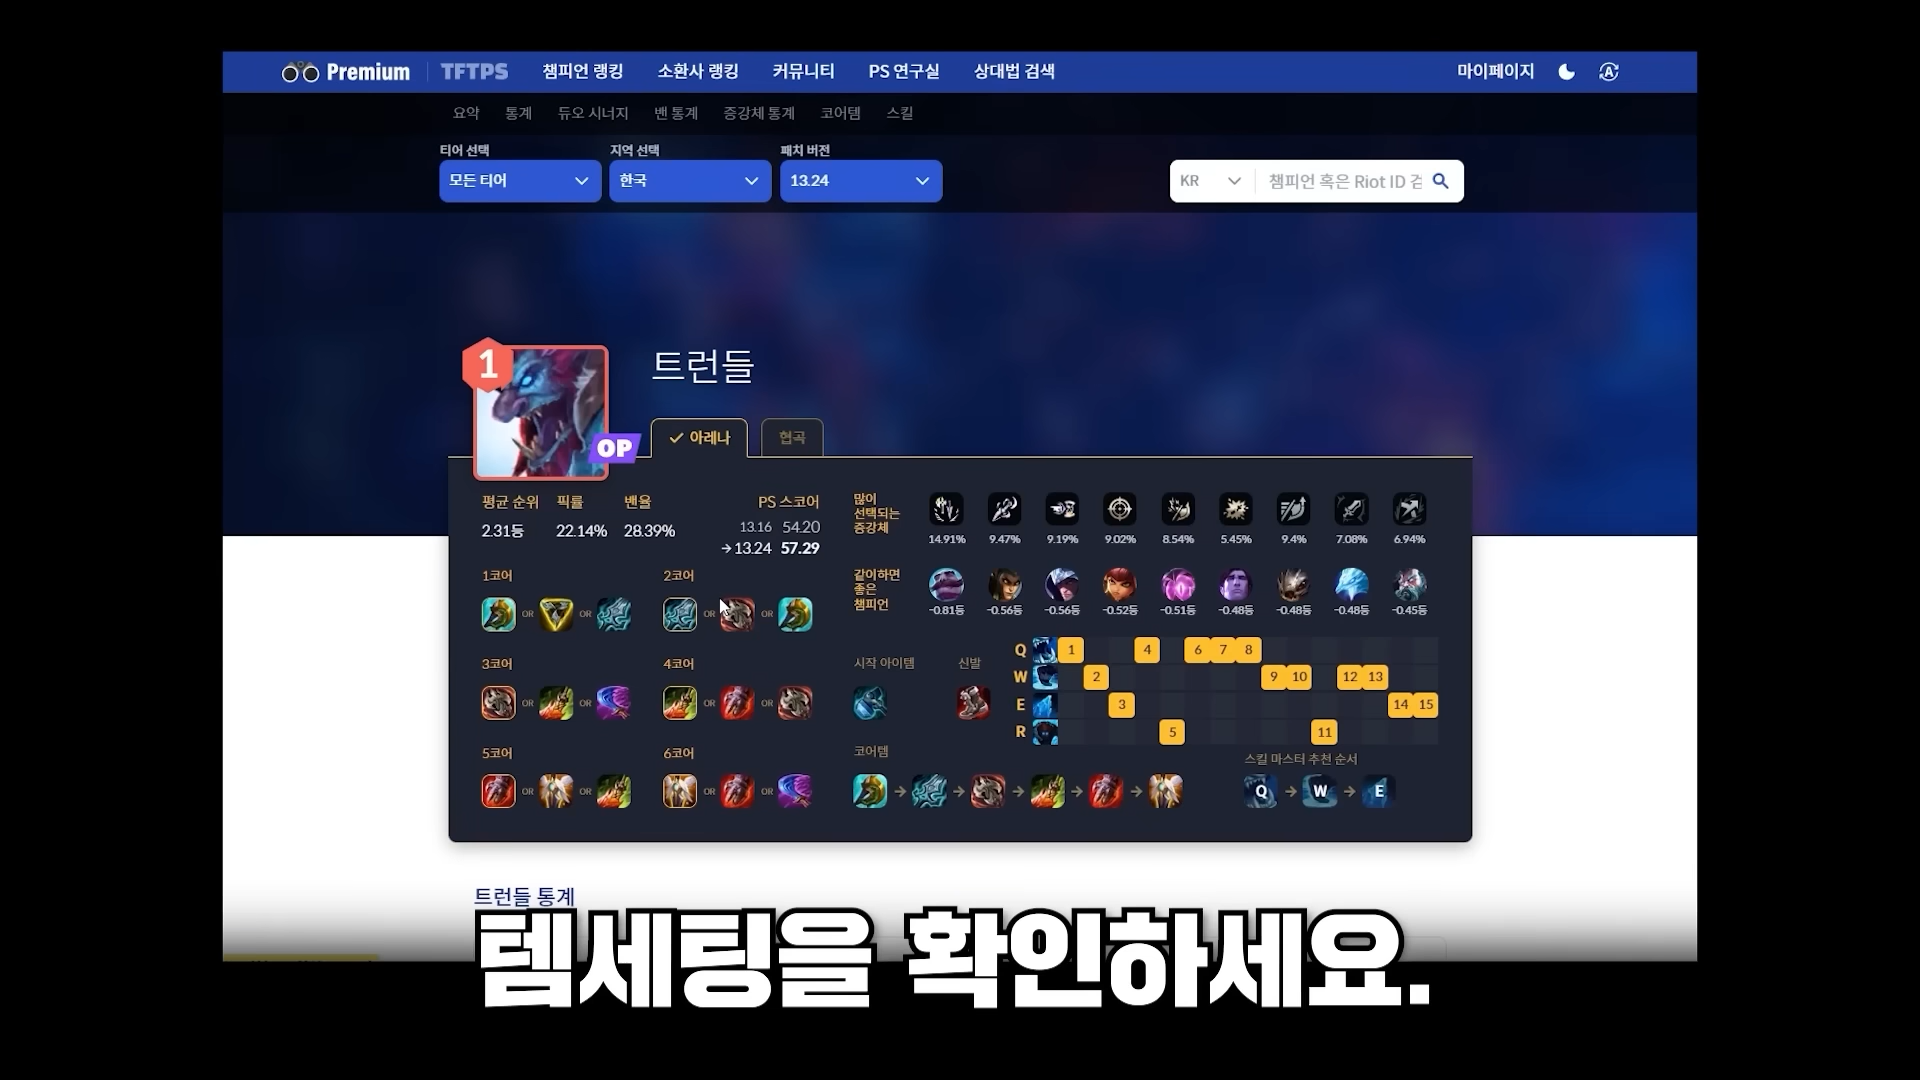 Premium TFTPS 챔피언 랭킹 소환사 랭킹 커뮤니티 PS 연구실 상대법 검색 마이페이지
요약 통계 듀오 시너지 밴 통계 증강체 통계 코어템 스킬
티어 선택 지역 선택 패치 버전
모든 티어 한국 13.24 KR 챔피언 혹은 Riot ID 검
1
트런들
OP
아레나 협곡
평균 순위 픽률 밴율 PS 스코어
2.31등 22.14% 28.39%
13.16 54.20
→ 13.24 57.29
많이
선택되는
증강체
14.91% 9.47% 9.19% 9.02% 8.54% 5.45% 9.4% 7.08% 6.94%
같이하면
좋은
챔피언
-0.81등 -0.56등 -0.56등 -0.52등 -0.51등 -0.48등 -0.48등 -0.48등 -0.45등
1코어 2코어
OR OR OR OR
3코어 4코어
OR OR OR OR
5코어 6코어
OR OR OR OR
시작 아이템 신발
코어템
Q 1 4 6 7 8
W 2 9 10 12 13
E 3 14 15
R 5 11
스킬 마스터 추천 순서
Q → W → E
트런들 통계
템세팅을 확인하세요.